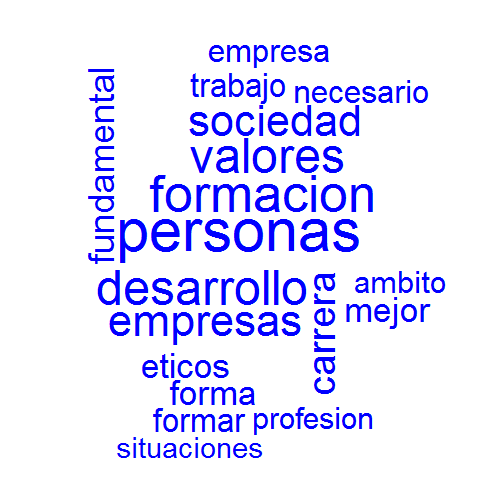 empresa
trabajo
necesario
sociedad
fundamental
valores
formacion
personas
desarrollo
carrera
ambito
mejor
empresas
eticos
forma
formar
profesion
situaciones